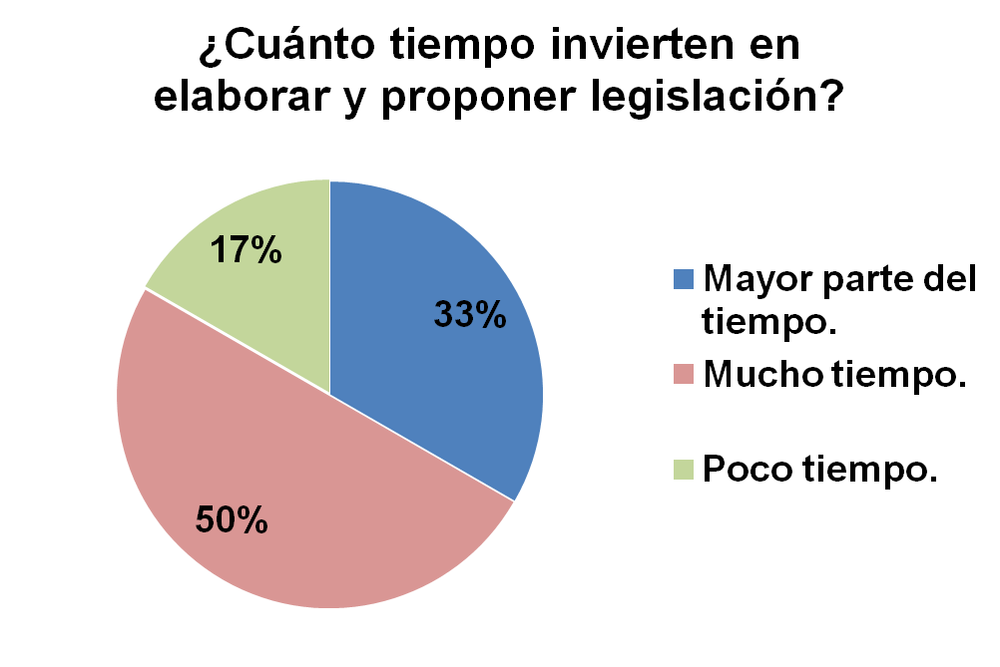 ¿Cuánto tiempo invierten en
elaborar y proponer legislación?
17%
33%
50%
Mayor parte del
tiempo.
Mucho tiempo.
Poco tiempo.